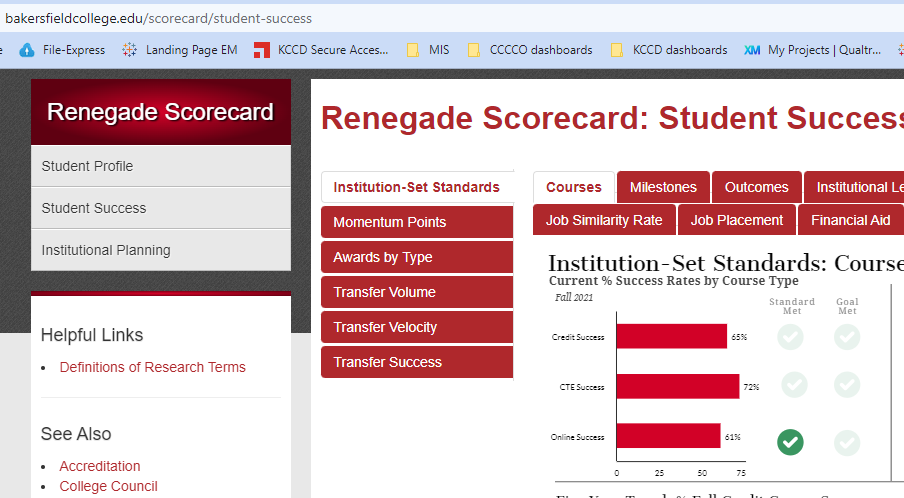 bakersfieldcollege.edu/scorecard/student-success
File-Express Landing Page EM KCCD Secure Acces... MIS CCCCO dashboards KCCD dashboards XM My Projects | Qualtr...
Renegade Scorecard
Student Profile
Student Success
Institutional Planning
Helpful Links
Definitions of Research Terms
See Also
Accreditation
College Council
Renegade Scorecard: Student Success
Institution-Set Standards
Momentum Points
Awards by Type
Transfer Volume
Transfer Velocity
Transfer Success
Courses Milestones Outcomes Institutional Le
Job Similarity Rate Job Placement Financial Aid
Institution-Set Standards: Course
Current % Success Rates by Course Type
Fall 2021
Standard Met
Goal Met
Credit Success 65%
CTE Success 72%
Online Success 61%
0 25 50 75